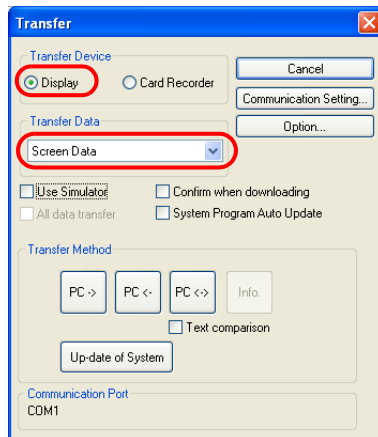 Transfer
Transfer Device
Display
Card Recorder
Cancel
Communication Setting...
Transfer Data
Option...
Screen Data
Use Simulator
Confirm when downloading
All data transfer
System Program Auto Update
Transfer Method
PC ->
PC <-
PC <->
Info.
Text comparison
Up-date of System
Communication Port
COM1